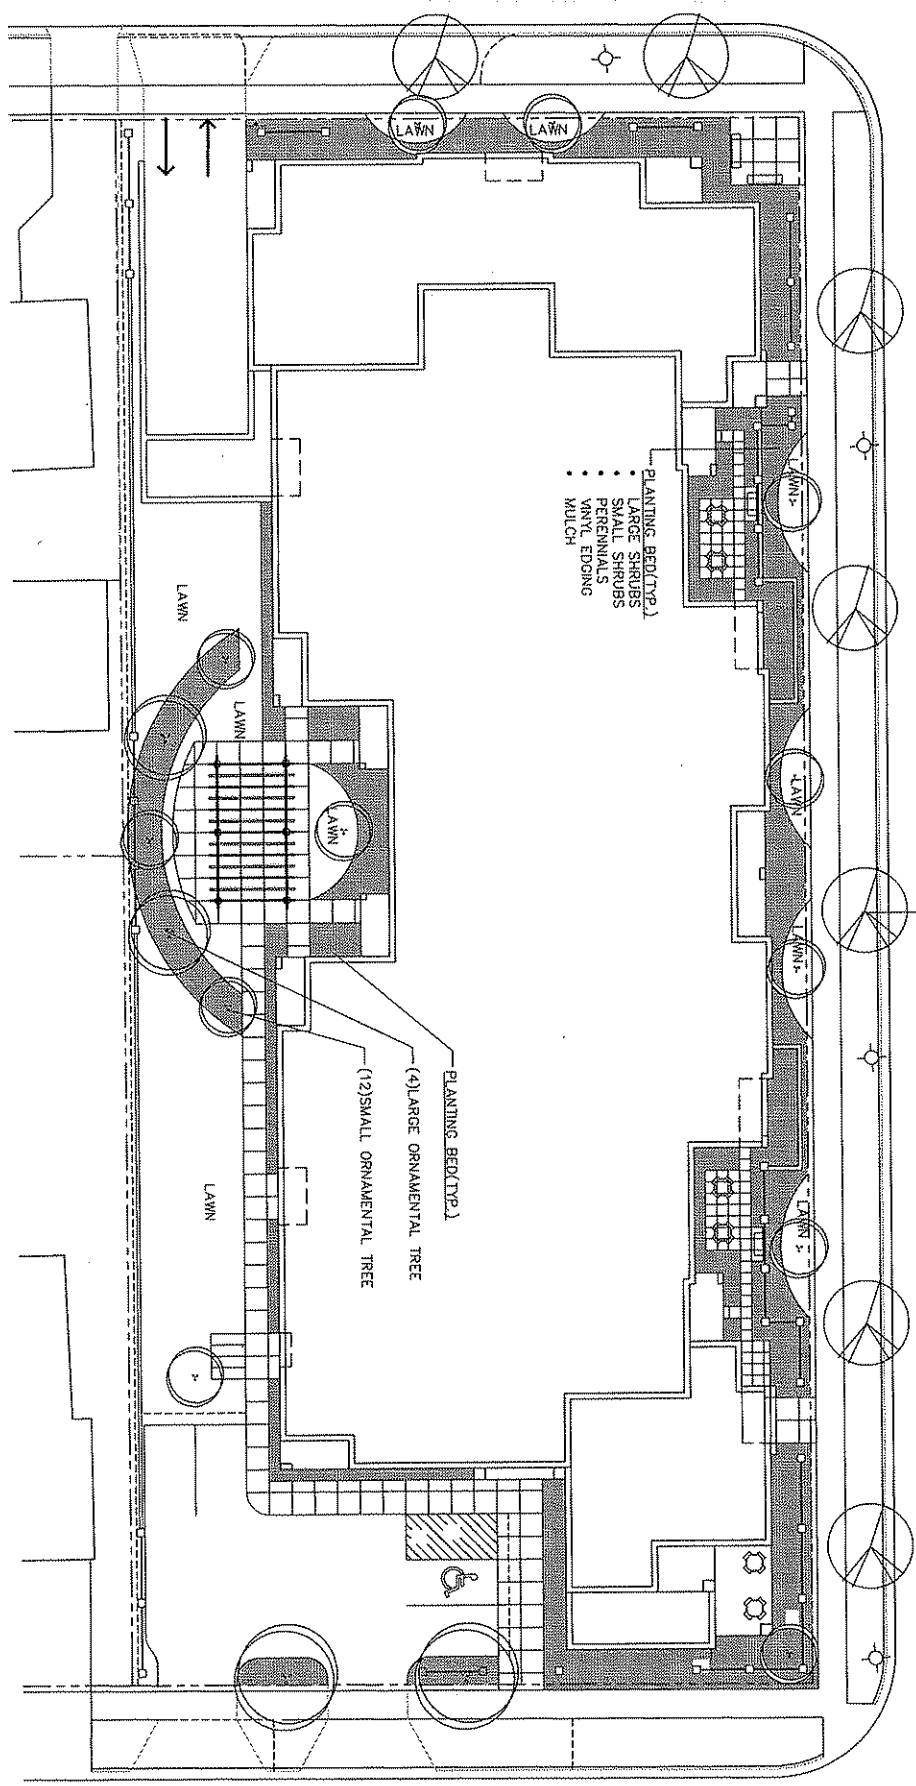 LAWN
LAWN
PLANTING BED(TYP.)
• LARGE SHRUBS
• SMALL SHRUBS
• PERENNIALS
• VINYL EDGING
• MULCH
LAWN
LAWN
LAWN
LAWN
LAWN
LAWN
LAWN
PLANTING BED(TYP.)
(4)LARGE ORNAMENTAL TREE
(12)SMALL ORNAMENTAL TREE
LAWN
LAWN